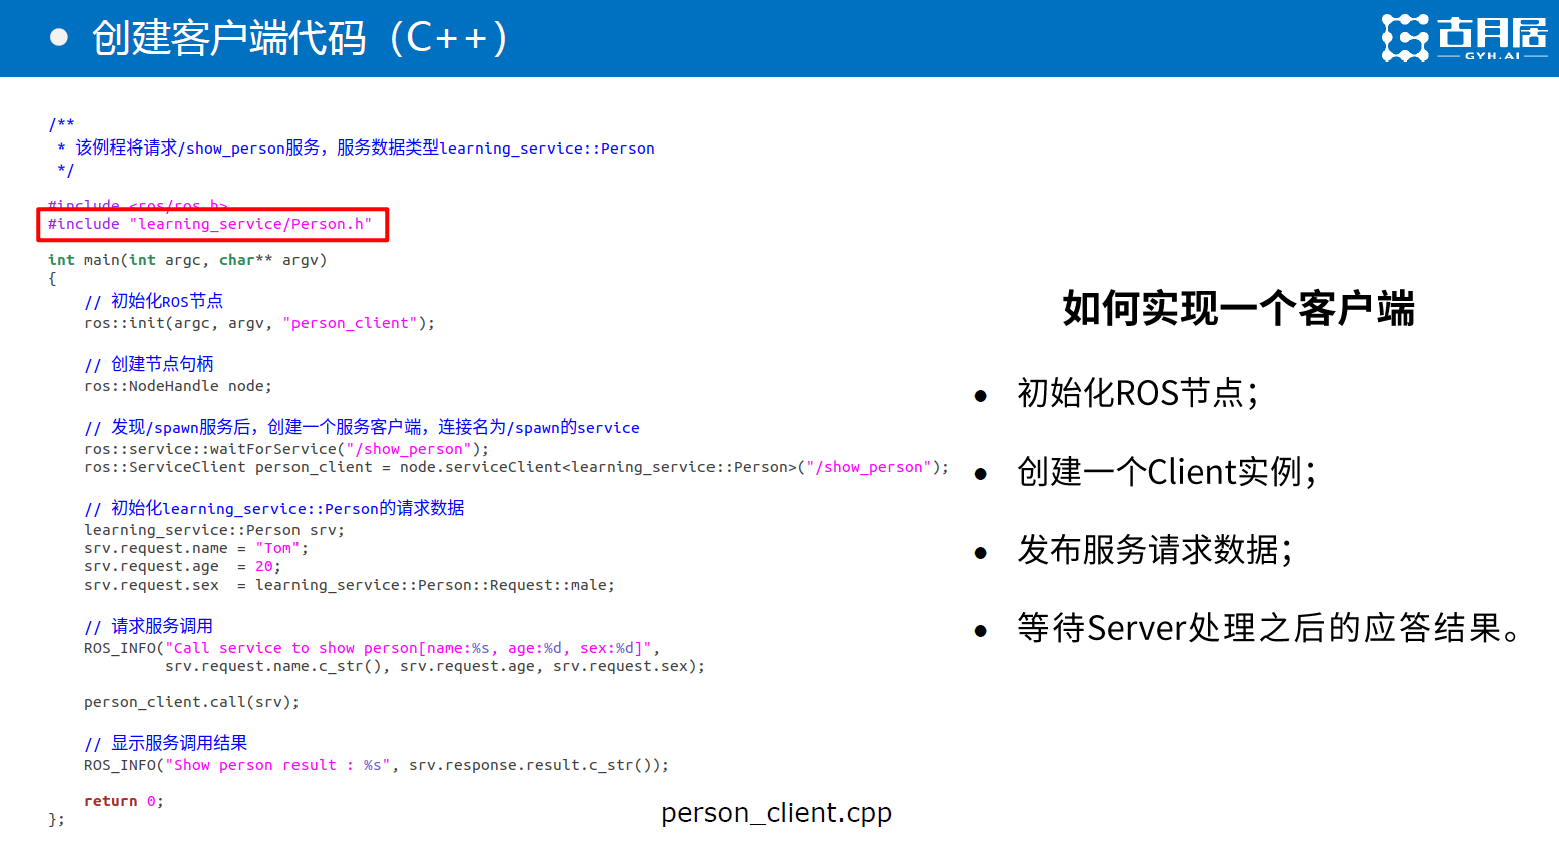 创建客户端代码（C++）
古月居
GYH.AI
/**
 * 该例程将请求/show_person服务，服务数据类型learning_service::Person
 */
#include <ros/ros.h>
#include "learning_service/Person.h"
int main(int argc, char** argv)
{
    // 初始化ROS节点
    ros::init(argc, argv, "person_client");
    // 创建节点句柄
    ros::NodeHandle node;
    // 发现/spawn服务后，创建一个服务客户端，连接名为/spawn的service
    ros::service::waitForService("/show_person");
    ros::ServiceClient person_client = node.serviceClient<learning_service::Person>("/show_person");
    // 初始化learning_service::Person的请求数据
    learning_service::Person srv;
    srv.request.name = "Tom";
    srv.request.age  = 20;
    srv.request.sex  = learning_service::Person::Request::male;
    // 请求服务调用
    ROS_INFO("Call service to show person[name:%s, age:%d, sex:%d]",
             srv.request.name.c_str(), srv.request.age, srv.request.sex);
    person_client.call(srv);
    // 显示服务调用结果
    ROS_INFO("Show person result : %s", srv.response.result.c_str());
    return 0;
};
person_client.cpp
如何实现一个客户端
● 初始化ROS节点；
● 创建一个Client实例；
● 发布服务请求数据；
● 等待Server处理之后的应答结果。